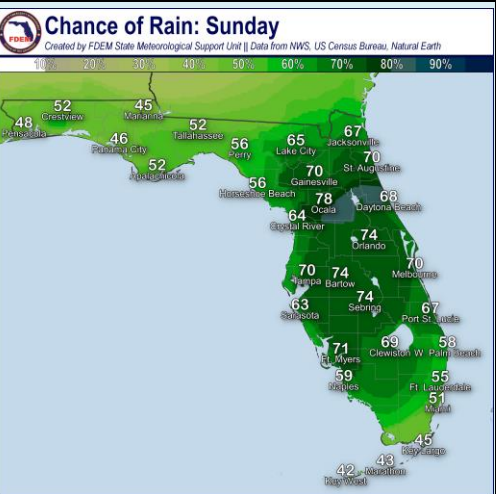 FDEM
Chance of Rain: Sunday
Created by FDEM State Meteorological Support Unit || Data from NWS, US Census Bureau, Natural Earth
10% 20% 30% 40% 50% 60% 70% 80% 90%
52
Crestview
45
Marianna
48
Pensacola
46
Panama City
52
Tallahassee
52
Apalachicola
56
Perry
65
Lake City
67
Jacksonville
70
St. Augustine
70
Gainesville
56
Horseshoe Beach
78
Ocala
68
Daytona Beach
64
Crystal River
74
Orlando
70
Tampa
74
Bartow
70
Melbourne
63
Sarasota
74
Sebring
67
Port St. Lucie
71
Ft. Myers
69
Clewiston W
58
Palm Beach
59
Naples
55
Ft. Lauderdale
51
Miami
45
Key Largo
43
Marathon
42
Key West